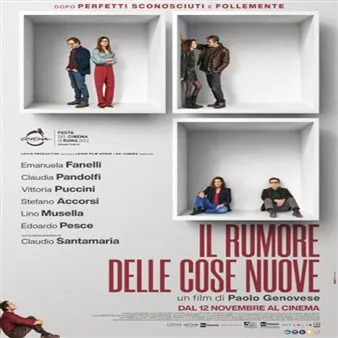 DOPO PERFETTI SCONOSCIUTI E FOLLEMENTE
CINEMA
FESTA
DEL CINEMA
DI ROMA 2026
Emanuela Fanelli
Claudia Pandolfi
Vittoria Puccini
Stefano Accorsi
Lino Musella
Edoardo Pesce
Claudio Santamaria
IL RUMORE
DELLE COSE NUOVE
un film di Paolo Genovese
DAL 12 NOVEMBRE AL CINEMA